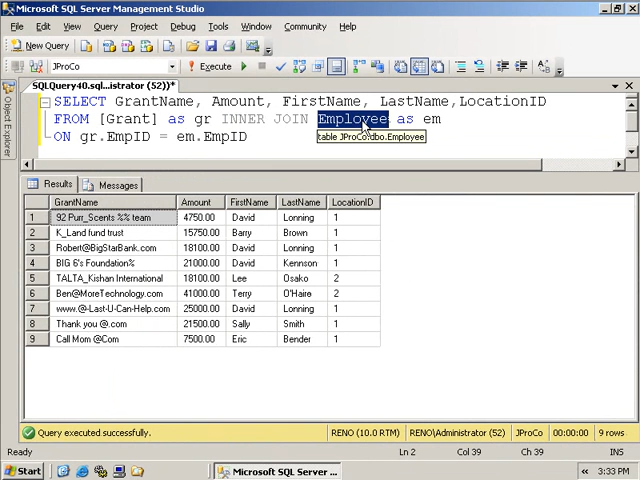 Microsoft SQL Server Management Studio
File Edit View Query Project Debug Tools Window Community Help
New Query
JProCo Execute
SQLQuery40.sql...istrator (52))*
Object Explorer
SELECT GrantName, Amount, FirstName, LastName,LocationID
FROM [Grant] as gr INNER JOIN Employee as em
ON gr.EmpID = em.EmpID
table JProCo.dbo.Employee
Results Messages
GrantName Amount FirstName LastName LocationID
1 92 Purr_Scents %% team 4750.00 David Lonning 1
2 K_Land fund trust 15750.00 Barry Brown 1
3 Robert@BigStarBank.com 18100.00 David Lonning 1
4 BIG 6's Foundation% 21000.00 David Kennson 1
5 TALTA_Kishan International 18100.00 Lee Osako 2
6 Ben@MoreTechnology.com 41000.00 Terry O'Haire 2
7 www.@-Last-U-Can-Help.com 25000.00 David Lonning 1
8 Thank you @.com 21500.00 Sally Smith 1
9 Call Mom @Com 7500.00 Eric Bender 1
Query executed successfully. RENO (10.0 RTM) RENO\Administrator (52) JProCo 00:00:00 9 rows
Ready Ln 2 Col 39 Ch 39 INS
Start Microsoft SQL Server ... 3:33 PM